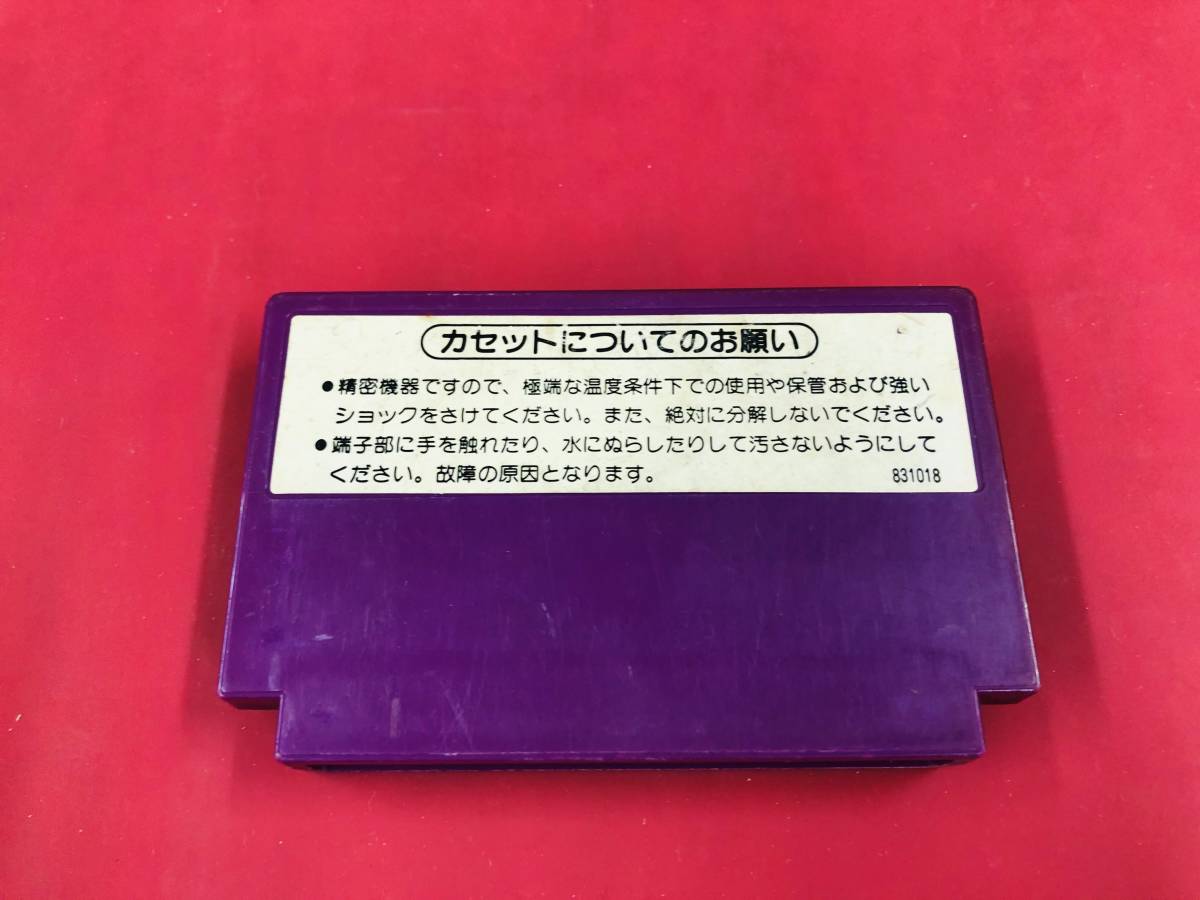 カセットについてのお願い
●精密機器ですので、極端な温度条件下での使用や保管および強い
ショックをさけてください。また、絶対に分解しないでください。
●端子部に手を触れたり、水にぬらしたりして汚さないようにして
ください。故障の原因となります。 831018